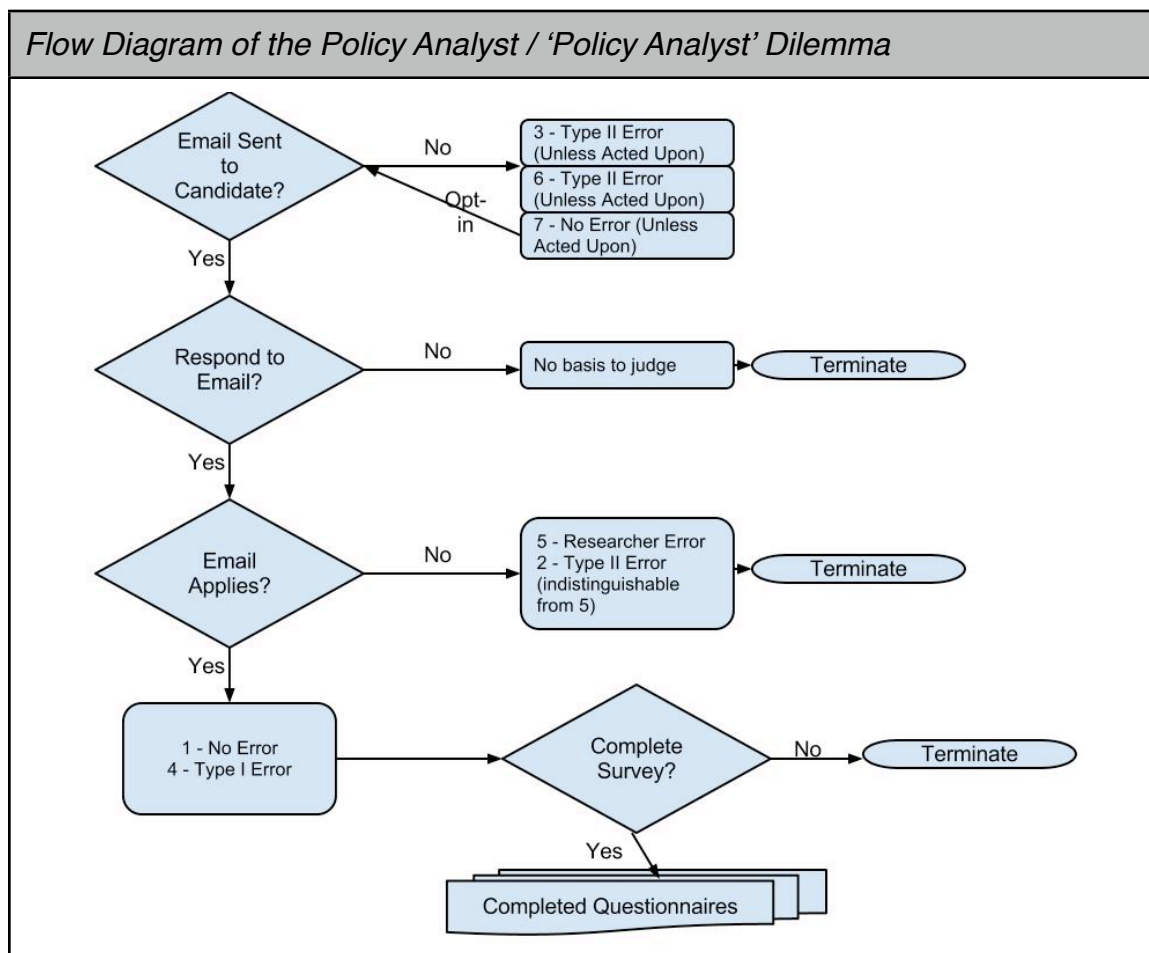 Flow Diagram of the Policy Analyst / ‘Policy Analyst’ Dilemma
Email Sent
to
Candidate?
No
3 - Type II Error
(Unless Acted Upon)
6 - Type II Error
(Unless Acted Upon)
7 - No Error (Unless
Acted Upon)
Opt-
in
Yes
Respond to
Email?
No
No basis to judge
Terminate
Yes
Email
Applies?
No
5 - Researcher Error
2 - Type II Error
(indistinguishable
from 5)
Terminate
Yes
1 - No Error
4 - Type I Error
Complete
Survey?
No
Terminate
Yes
Completed Questionnaires